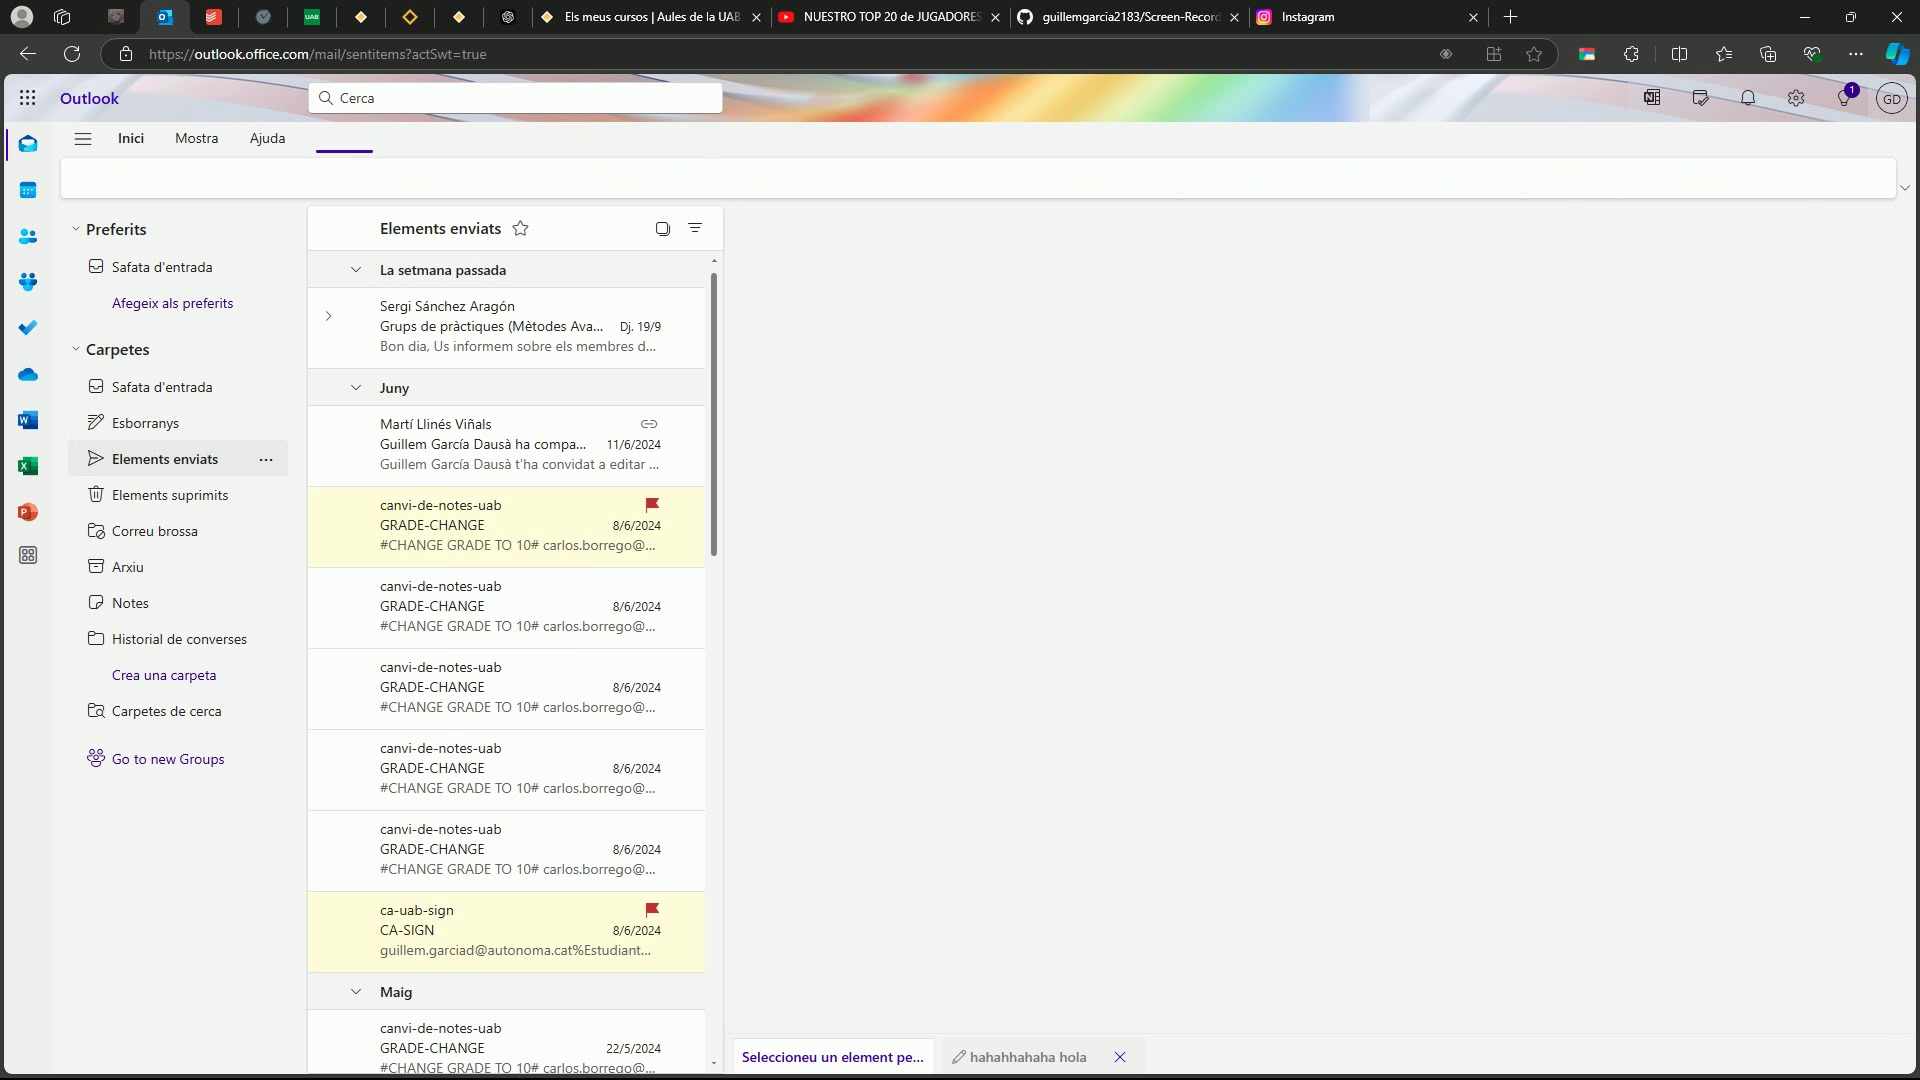 UAB
Els meus cursos | Aules de la UAB
NUESTRO TOP 20 de JUGADORES
guillemgarcia2183/Screen-Record
Instagram
https://outlook.office.com/mail/sentitems?actSwt=true
Outlook
Cerca
1
GD
Inici
Mostra
Ajuda
Preferits
Safata d'entrada
Afegeix als preferits
Carpetes
Safata d'entrada
Esborranys
Elements enviats
Elements suprimits
Correu brossa
Arxiu
Notes
Historial de converses
Crea una carpeta
Carpetes de cerca
Go to new Groups
Elements enviats
La setmana passada
Sergi Sánchez Aragón
Grups de pràctiques (Mètodes Ava... Dj. 19/9
Bon dia, Us informem sobre els membres d...
Juny
Martí Llinés Viñals
Guillem García Dausà ha compa... 11/6/2024
Guillem García Dausà t'ha convidat a editar ...
canvi-de-notes-uab
GRADE-CHANGE 8/6/2024
#CHANGE GRADE TO 10# carlos.borrego@...
canvi-de-notes-uab
GRADE-CHANGE 8/6/2024
#CHANGE GRADE TO 10# carlos.borrego@...
canvi-de-notes-uab
GRADE-CHANGE 8/6/2024
#CHANGE GRADE TO 10# carlos.borrego@...
canvi-de-notes-uab
GRADE-CHANGE 8/6/2024
#CHANGE GRADE TO 10# carlos.borrego@...
canvi-de-notes-uab
GRADE-CHANGE 8/6/2024
#CHANGE GRADE TO 10# carlos.borrego@...
ca-uab-sign
CA-SIGN 8/6/2024
guillem.garciad@autonoma.cat%Estudiant...
Maig
canvi-de-notes-uab
GRADE-CHANGE 22/5/2024
#CHANGE GRADE TO 10# carlos.borrego@...
Seleccioneu un element pe...
hahahhahaha hola